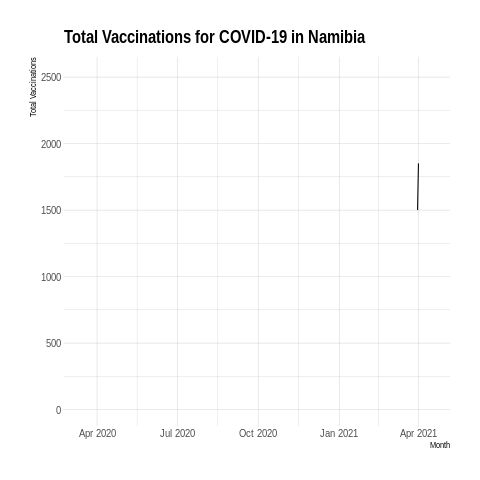 Total Vaccinations for COVID-19 in Namibia
Total Vaccinations
2500
2000
1500
1000
500
0
Apr 2020 Jul 2020 Oct 2020 Jan 2021 Apr 2021
Month